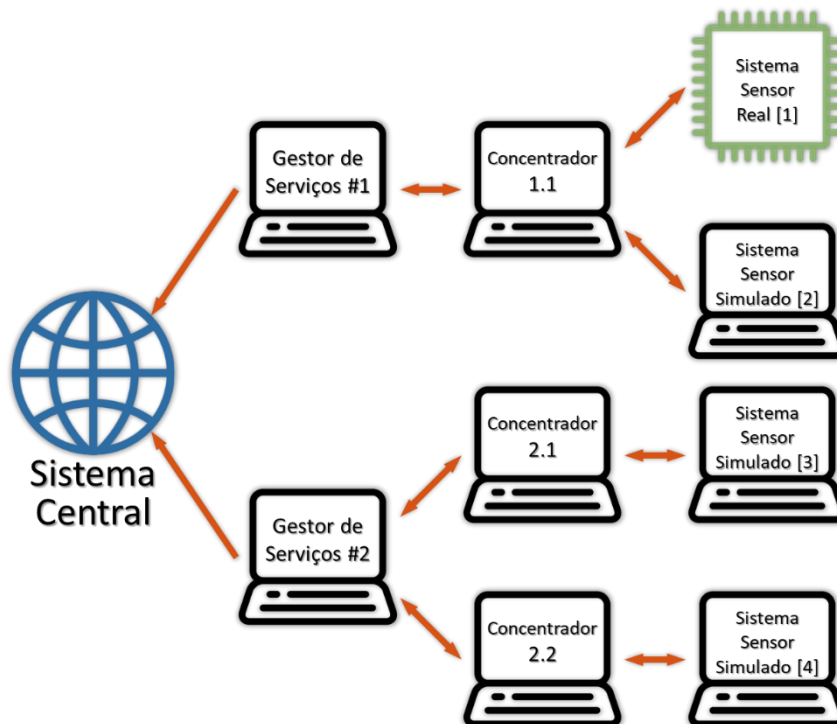 Sistema
Sensor
Real [1]
Gestor de
Serviços #1
Concentrador
1.1
Sistema
Sensor
Simulado [2]
Sistema
Central
Concentrador
2.1
Sistema
Sensor
Simulado [3]
Gestor de
Serviços #2
Concentrador
2.2
Sistema
Sensor
Simulado [4]